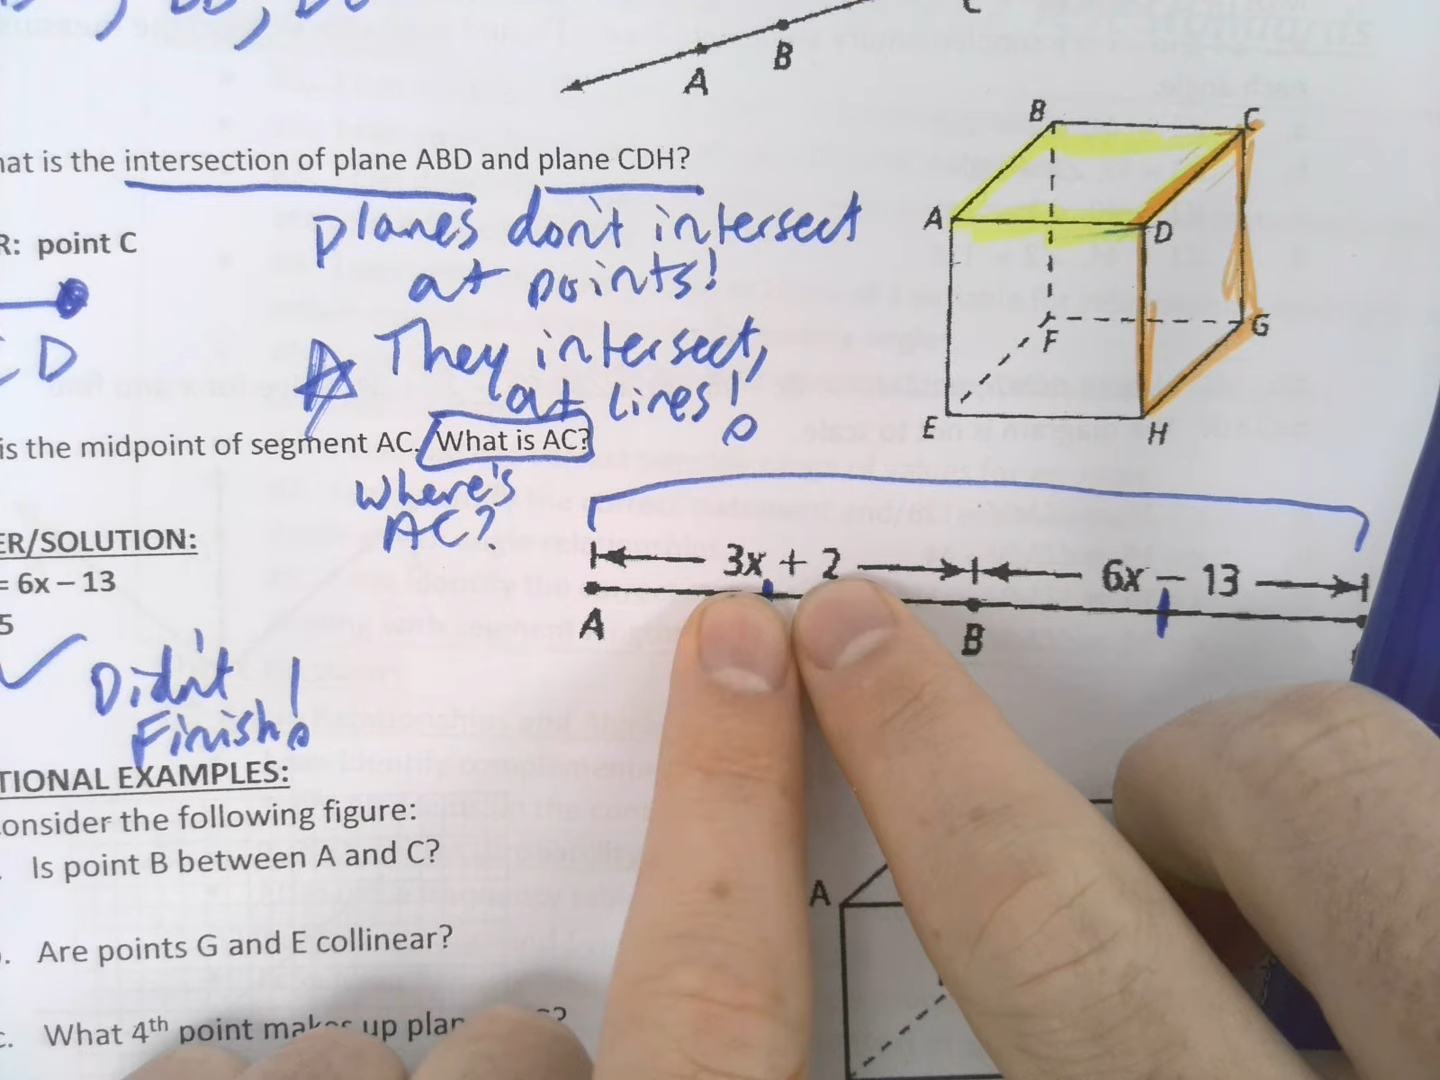 A B
hat is the intersection of plane ABD and plane CDH?
planes don't intersect
at points!
R: point C
D
They intersect,
at lines!
B C
A D
F G
E H
is the midpoint of segment AC. What is AC?
where's
AC?
ER/SOLUTION:
= 6x – 13
5
3x + 2 6x – 13
A B
Didn't
Finish!
TIONAL EXAMPLES:
onsider the following figure:
Is point B between A and C?
A
. Are points G and E collinear?
c. What 4th point makes up plan ?